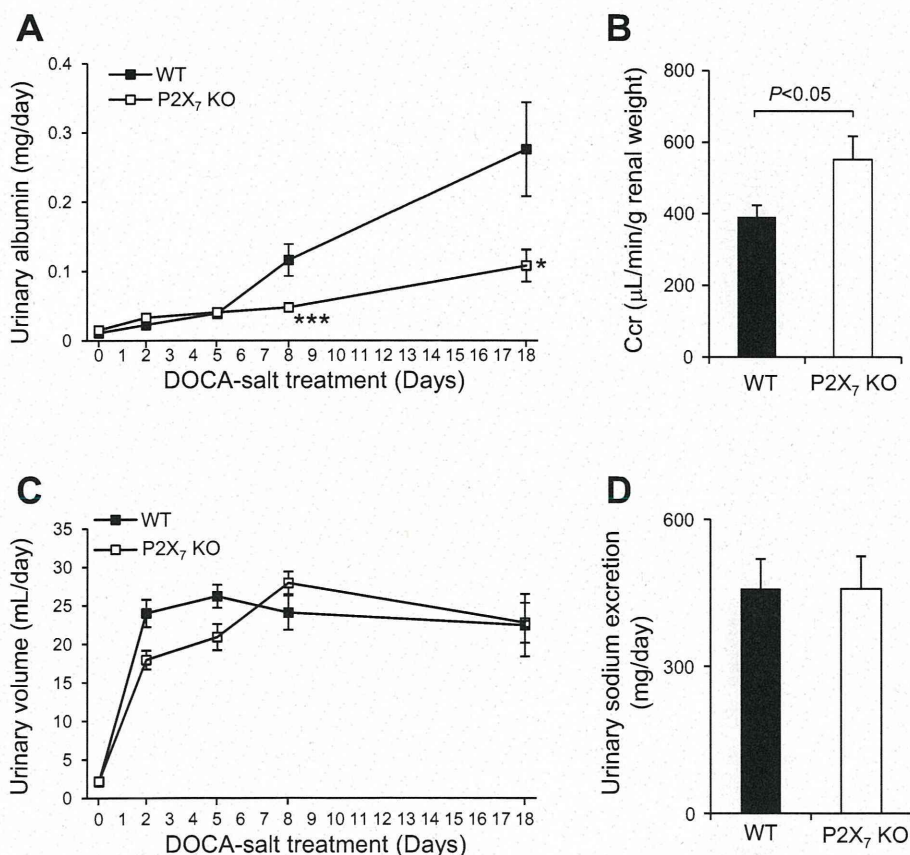 A
WT
P2X₇ KO
Urinary albumin (mg/day)
0.4
0.3
0.2
0.1
0
0 1 2 3 4 5 6 7 8 9 10 11 12 13 14 15 16 17 18
DOCA-salt treatment (Days)
***
*
B
Ccr (μL/min/g renal weight)
800
600
400
200
0
P<0.05
WT P2X₇ KO
C
WT
P2X₇ KO
Urinary volume (mL/day)
35
30
25
20
15
10
5
0
0 1 2 3 4 5 6 7 8 9 10 11 12 13 14 15 16 17 18
DOCA-salt treatment (Days)
D
Urinary sodium excretion
(mg/day)
600
300
0
WT P2X₇ KO